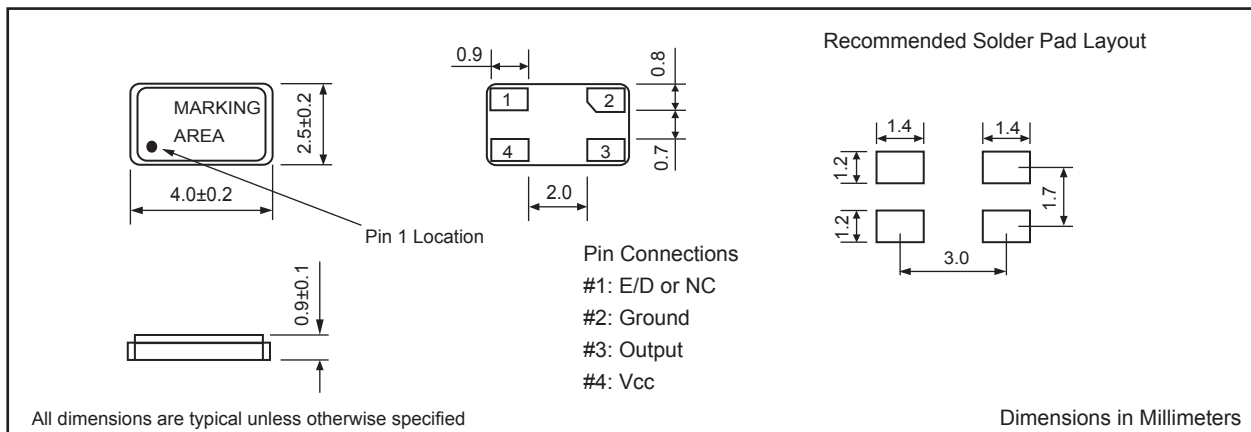 Recommended Solder Pad Layout
MARKING
AREA
2.5±0.2
4.0±0.2
Pin 1 Location
0.9±0.1
0.9
0.8
1
2
4
3
0.7
2.0
1.4
1.4
1.2
1.2
1.7
3.0
Pin Connections
#1: E/D or NC
#2: Ground
#3: Output
#4: Vcc
All dimensions are typical unless otherwise specified
Dimensions in Millimeters